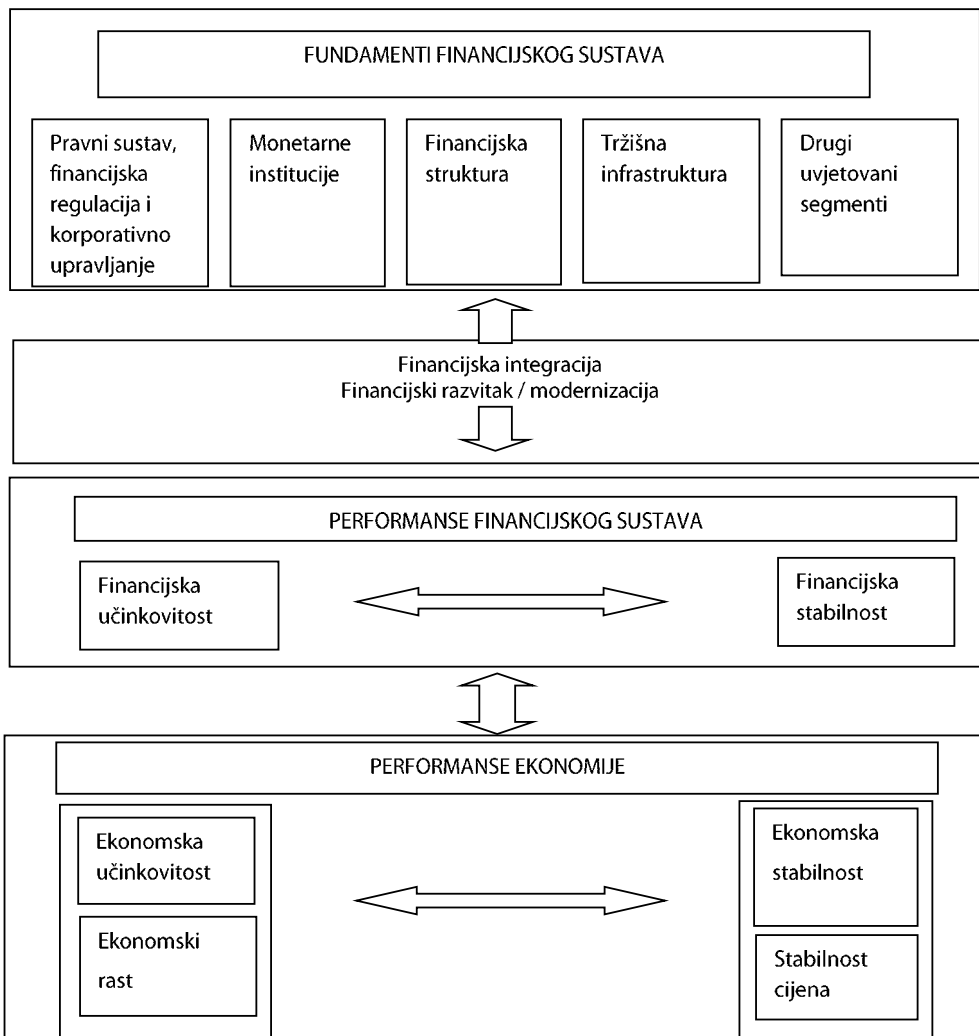 FUNDAMENTI FINANCIJSKOG SUSTAVA
Pravni sustav,
financijska
regulacija i
korporativno
upravljanje
Monetarne
institucije
Financijska
struktura
Tržišna
infrastruktura
Drugi
uvjetovani
segmenti
Financijska integracija
Financijski razvitak / modernizacija
PERFORMANSE FINANCIJSKOG SUSTAVA
Financijska
učinkovitost
Financijska
stabilnost
PERFORMANSE EKONOMIJE
Ekonomska
učinkovitost
Ekonomski
rast
Ekonomska
stabilnost
Stabilnost
cijena